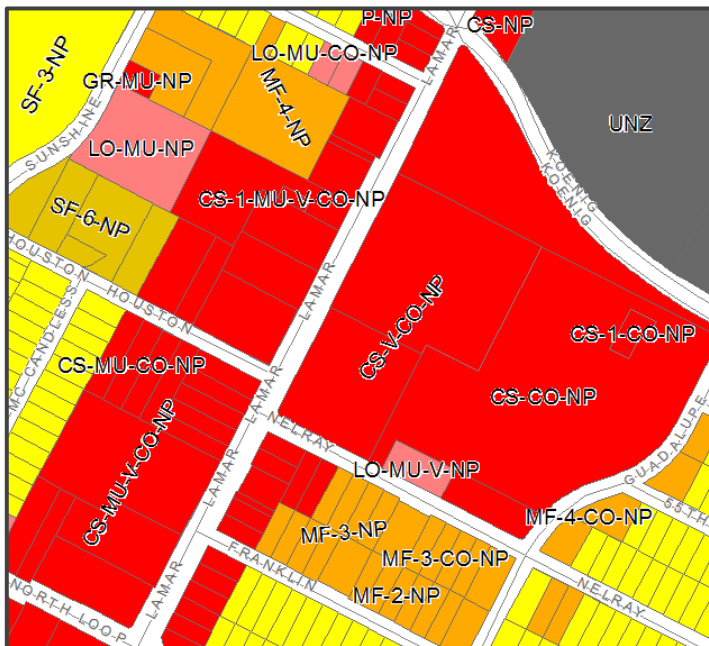 P-NP
CS-NP
LO-MU-CO-NP
LAMAR
SF-3-NP
GR-MU-NP
MF-4-NP
UNZ
SUNSHINE
LO-MU-NP
KOENIG
KOENIG
CS-1-MU-V-CO-NP
SF-6-NP
HOUSTON
HOUSTON
LAMAR
MC CANDLESS
CS-V-CO-NP
CS-1-CO-NP
CS-MU-CO-NP
LAMAR
CS-CO-NP
CS-MU-V-CO-NP
NELRAY
GUADALUPE
LO-MU-V-NP
55TH
LAMAR
MF-3-NP
MF-4-CO-NP
FRANKLIN
MF-3-CO-NP
MF-2-NP
NELRAY
NORTH LOOP
LAMAR